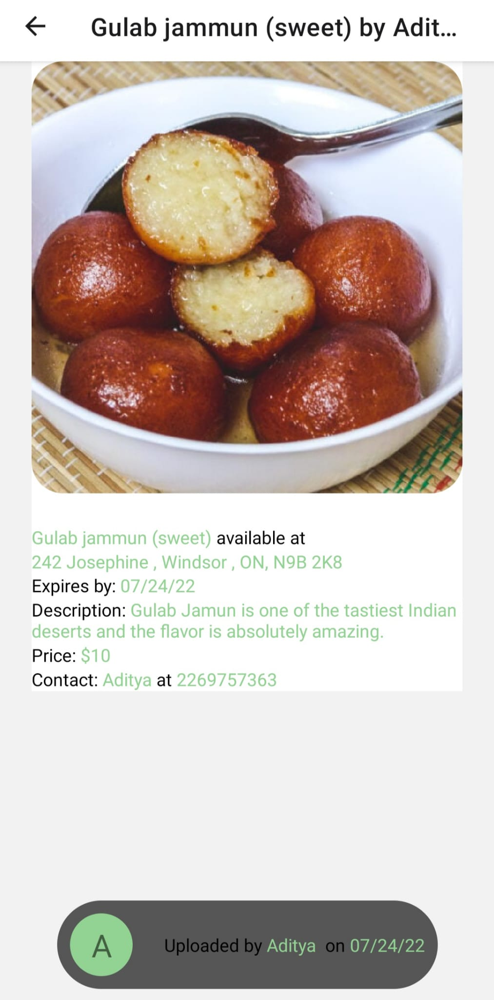 Gulab jammun (sweet) by Adit...
Gulab jammun (sweet) available at
242 Josephine , Windsor , ON, N9B 2K8
Expires by: 07/24/22
Description: Gulab Jamun is one of the tastiest Indian
deserts and the flavor is absolutely amazing.
Price: $10
Contact: Aditya at 2269757363
A
Uploaded by Aditya on 07/24/22